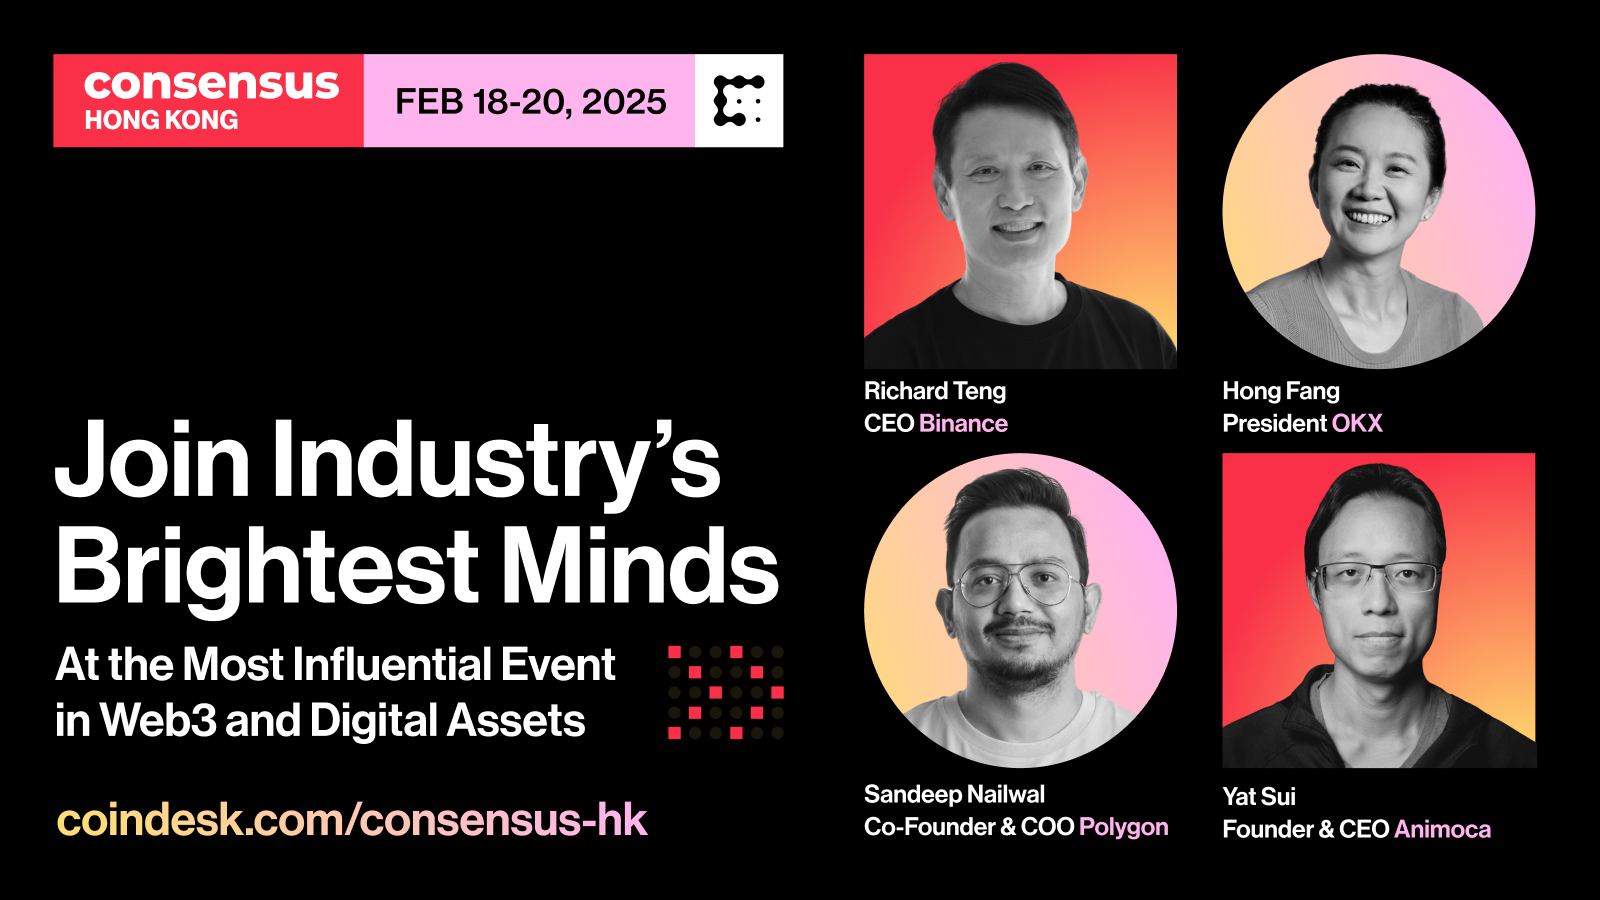 consensus
HONG KONG
FEB 18-20, 2025
Join Industry’s
Brightest Minds
At the Most Influential Event
in Web3 and Digital Assets
coindesk.com/consensus-hk
Richard Teng
CEO Binance
Hong Fang
President OKX
Sandeep Nailwal
Co-Founder & COO Polygon
Yat Sui
Founder & CEO Animoca